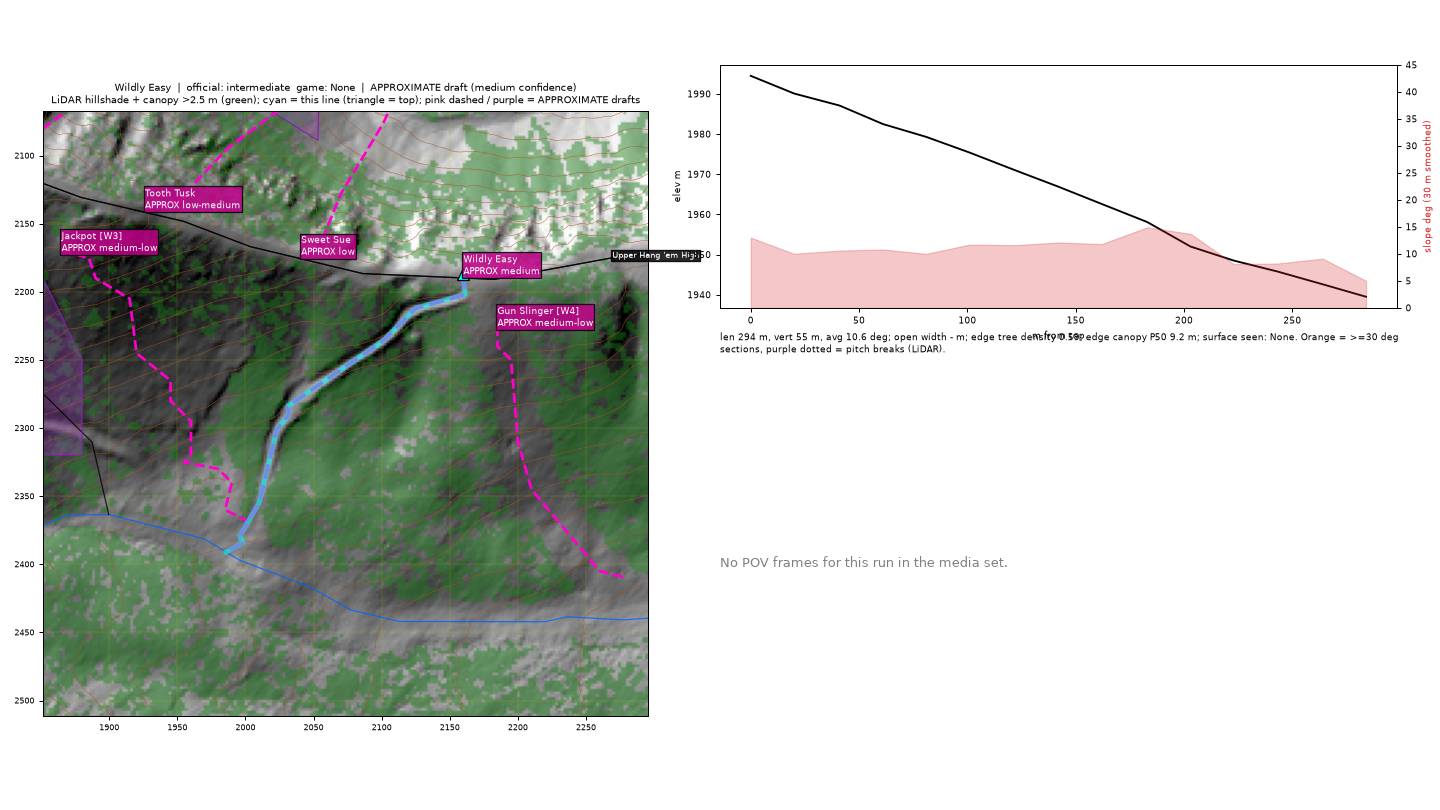 Wildly Easy | official: intermediate game: None | APPROXIMATE draft (medium confidence)
LiDAR hillshade + canopy >2.5 m (green); cyan = this line (triangle = top); pink dashed / purple = APPROXIMATE drafts
2100
2150
2200
2250
2300
2350
2400
2450
2500
1900
1950
2000
2050
2100
2150
2200
2250
Tooth Tusk
APPROX low-medium
Jackpot [W3]
APPROX medium-low
Sweet Sue
APPROX low
Wildly Easy
APPROX medium
Upper Hang 'em High
Gun Slinger [W4]
APPROX medium-low
elev m
1990
1980
1970
1960
1950
1940
0
50
100
150
200
250
m from top
45
40
35
30
25
20
15
10
5
0
slope deg (30 m smoothed)
len 294 m, vert 55 m, avg 10.6 deg; open width - m; edge tree density 0.59, edge canopy P50 9.2 m; surface seen: None. Orange = >=30 deg
sections, purple dotted = pitch breaks (LiDAR).
No POV frames for this run in the media set.